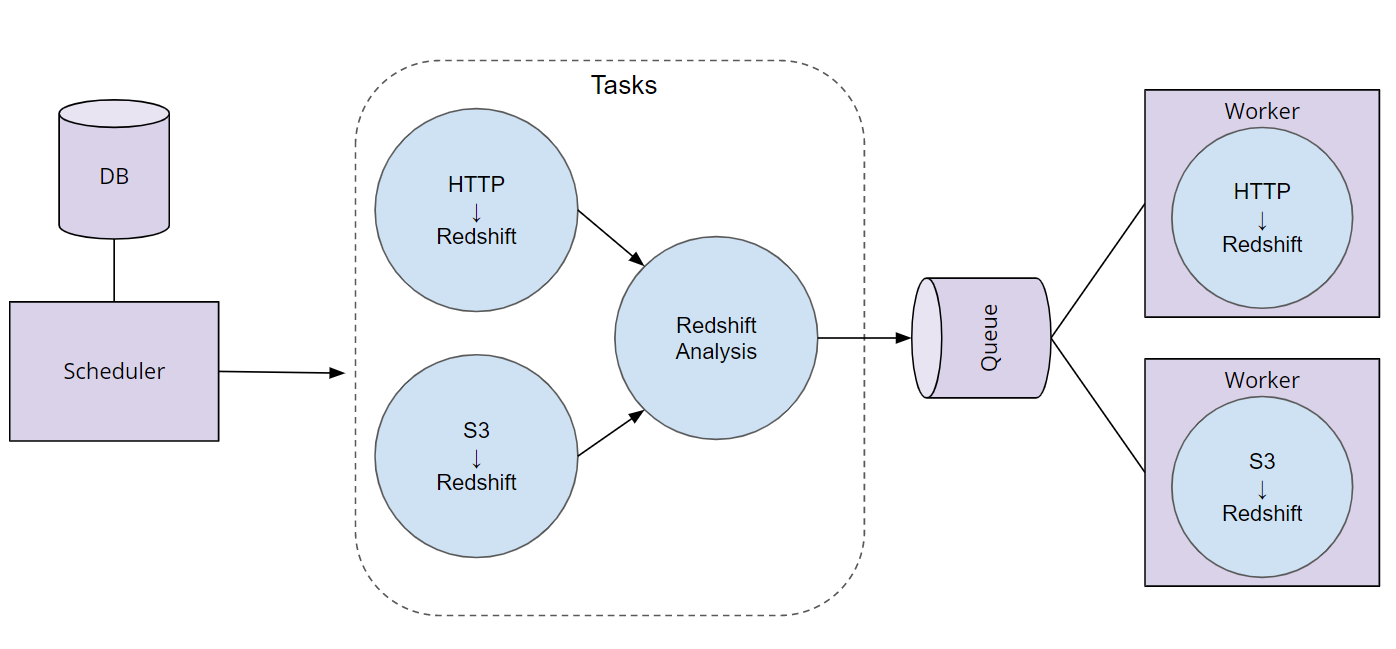 Tasks
DB
Scheduler
HTTP
↓
Redshift
S3
↓
Redshift
Redshift
Analysis
Queue
Worker
HTTP
↓
Redshift
Worker
S3
↓
Redshift